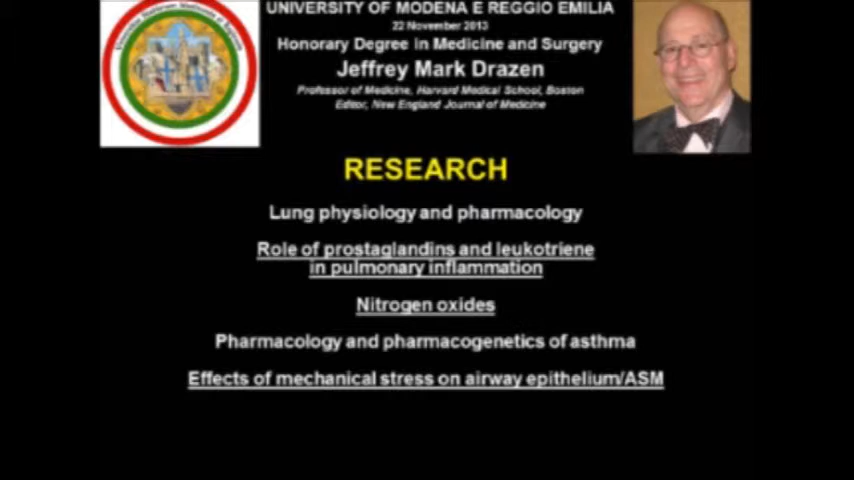 UNIVERSITY OF MODENA E REGGIO EMILIA
22 November 2013
Honorary Degree in Medicine and Surgery
Jeffrey Mark Drazen
Professor of Medicine, Harvard Medical School, Boston
Editor, New England Journal of Medicine
RESEARCH
Lung physiology and pharmacology
Role of prostaglandins and leukotriene
in pulmonary inflammation
Nitrogen oxides
Pharmacology and pharmacogenetics of asthma
Effects of mechanical stress on airway epithelium/ASM